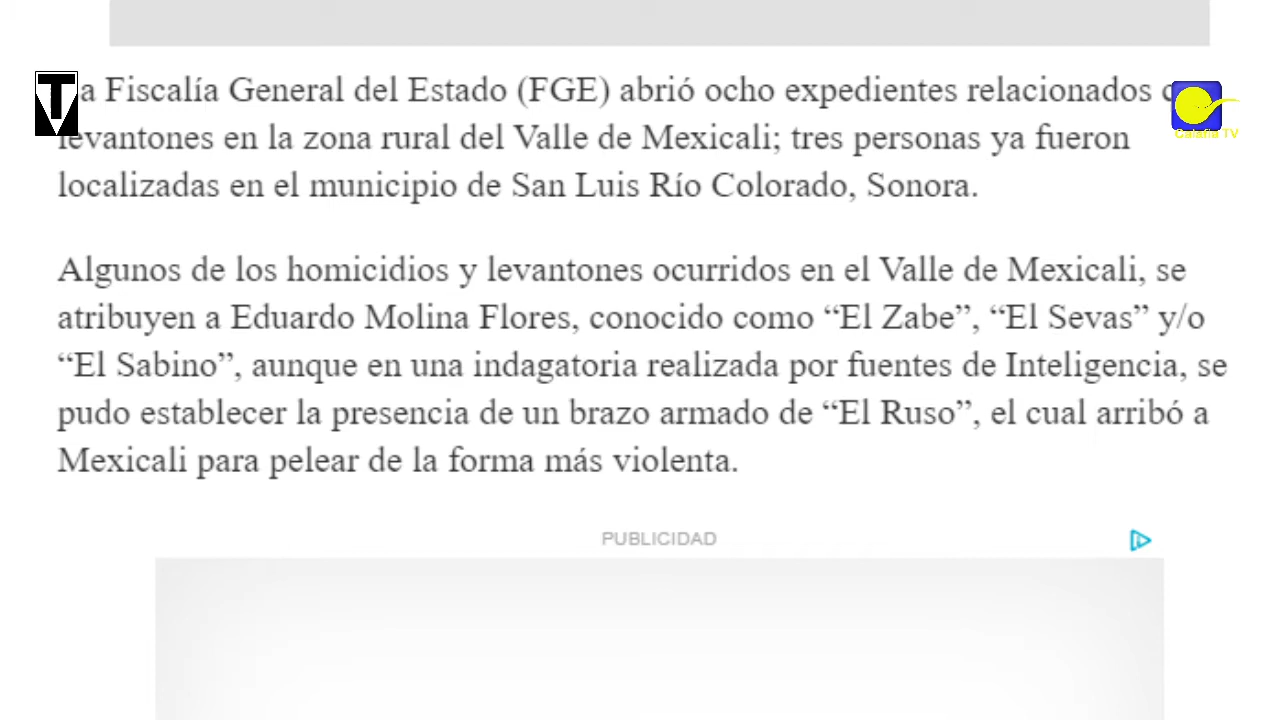 a Fiscalía General del Estado (FGE) abrió ocho expedientes relacionados
levantones en la zona rural del Valle de Mexicali; tres personas ya fueron
localizadas en el municipio de San Luis Río Colorado, Sonora.
Algunos de los homicidios y levantones ocurridos en el Valle de Mexicali, se
atribuyen a Eduardo Molina Flores, conocido como “El Zabe”, “El Sevas” y/o
“El Sabino”, aunque en una indagatoria realizada por fuentes de Inteligencia, se
pudo establecer la presencia de un brazo armado de “El Ruso”, el cual arribó a
Mexicali para pelear de la forma más violenta.
PUBLICIDAD
TV
Calafia TV